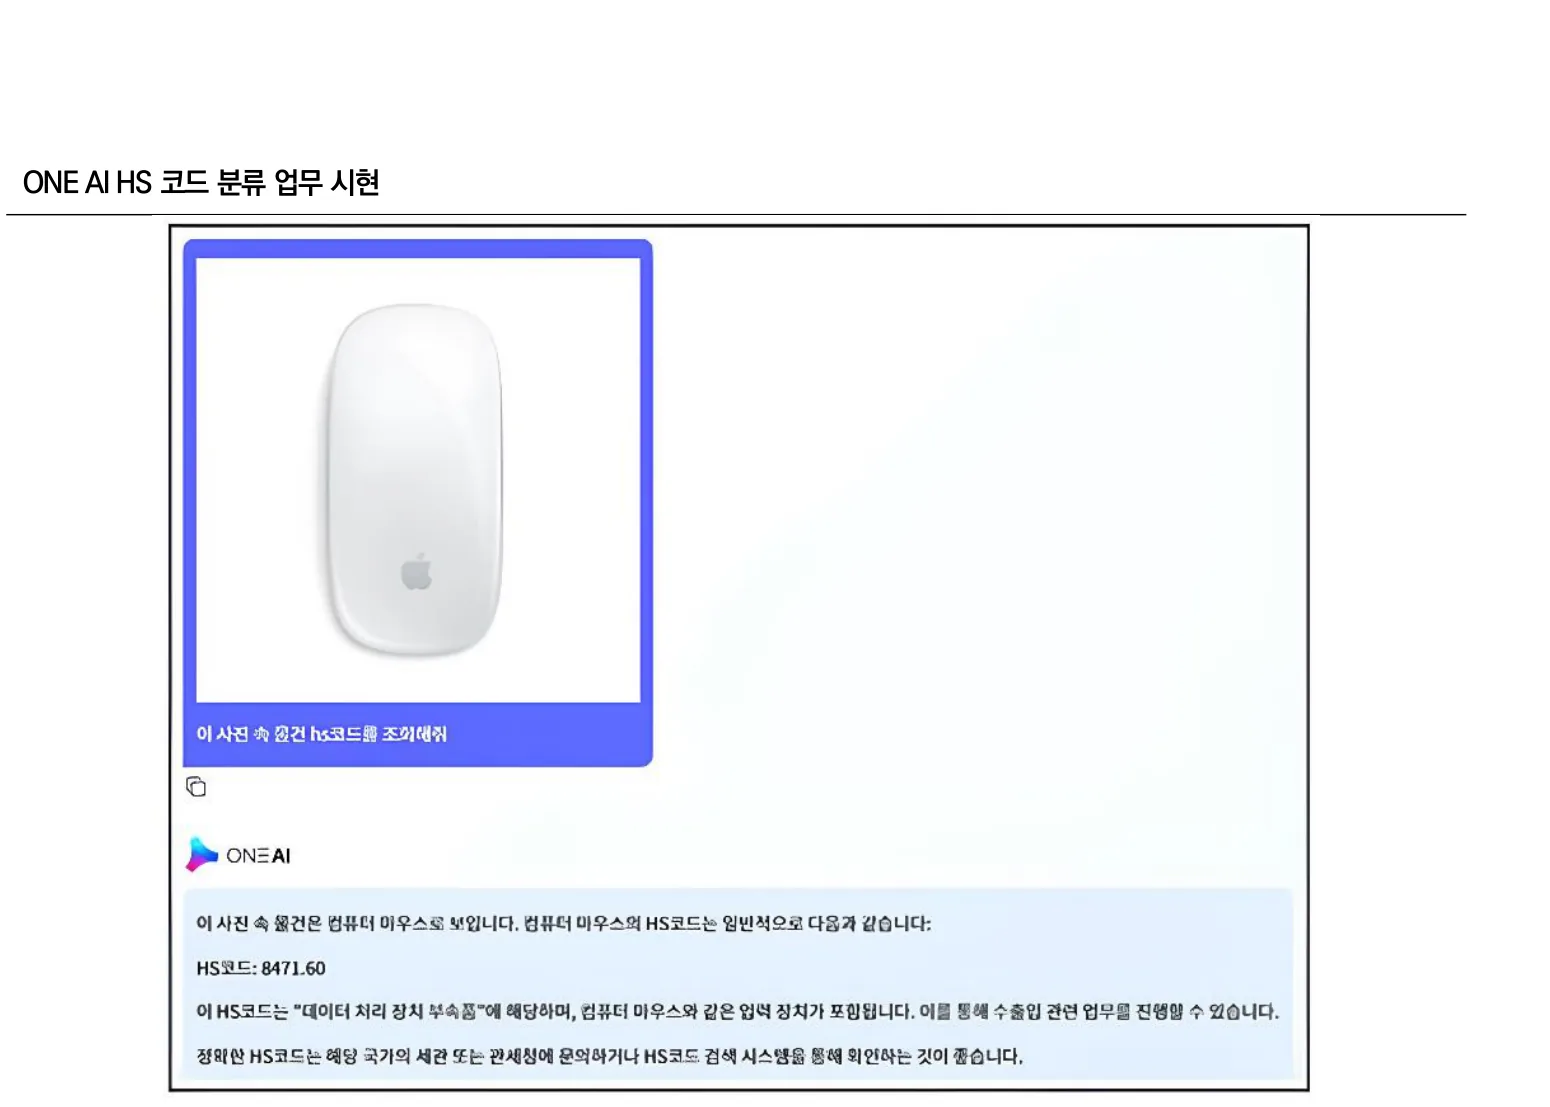 ONE AI HS 코드 분류 업무 시현
이 사진 속 물건 hs코드를 조회해줘
ONE AI
이 사진 속 물건은 컴퓨터 마우스로 보입니다. 컴퓨터 마우스의 HS코드는 일반적으로 다음과 같습니다:
HS코드: 8471.60
이 HS코드는 "데이터 처리 장치 부속품"에 해당하며, 컴퓨터 마우스와 같은 입력 장치가 포함됩니다. 이를 통해 수출입 관련 업무를 진행할 수 있습니다.
정확한 HS코드는 해당 국가의 세관 또는 관세청에 문의하거나 HS코드 검색 시스템을 통해 확인하는 것이 좋습니다.